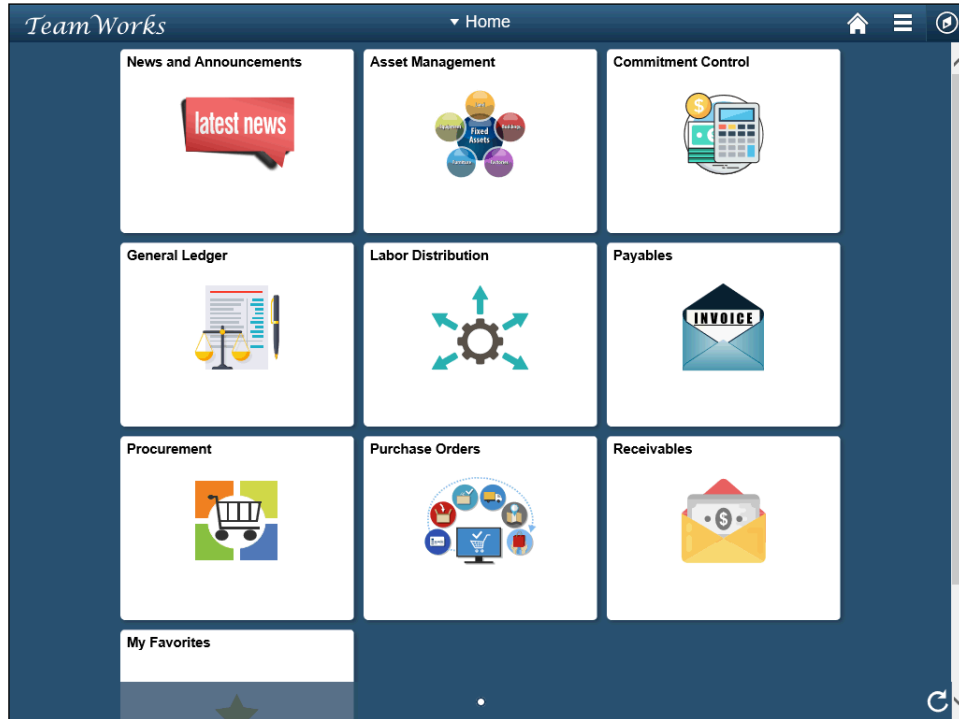 TeamWorks
Home
News and Announcements
latest news
Asset Management
Fixed
Assets
Furniture
Commitment Control
General Ledger
Labor Distribution
Payables
INVOICE
Procurement
Purchase Orders
Receivables
My Favorites